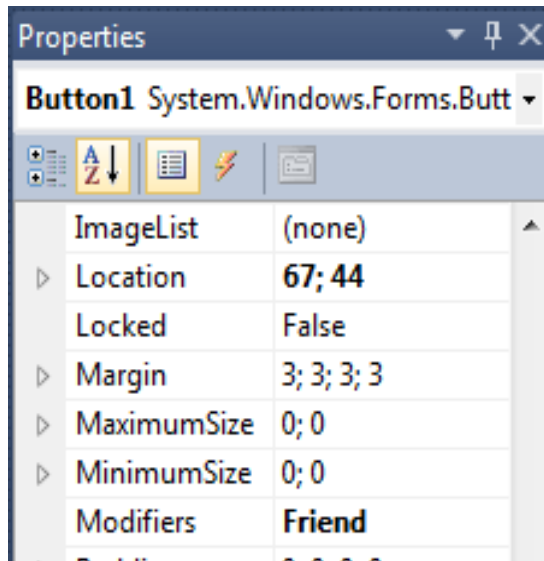 Properties
Button1 System.Windows.Forms.Butt
A
Z
ImageList (none)
Location 67; 44
Locked False
Margin 3; 3; 3; 3
MaximumSize 0; 0
MinimumSize 0; 0
Modifiers Friend